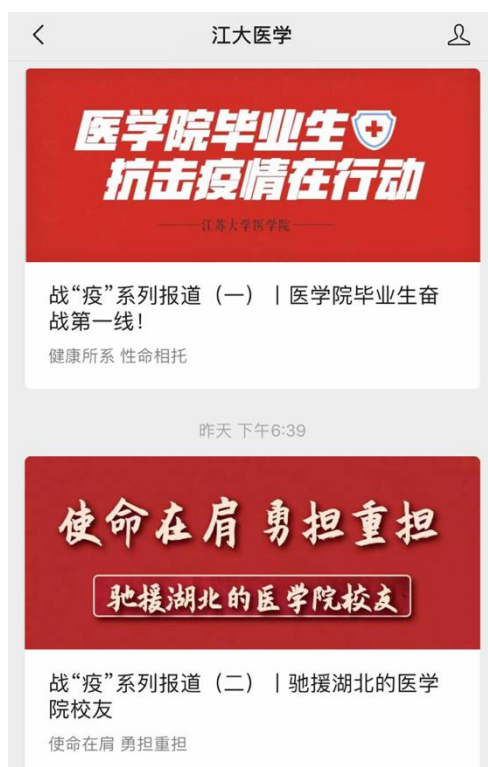 江大医学
医学院毕业生
抗击疫情在行动
——江苏大学医学院——
战“疫”系列报道（一）丨医学院毕业生奋
战第一线！
健康所系 性命相托
昨天 下午6:39
使命在肩 勇担重担
驰援湖北的医学院校友
战“疫”系列报道（二）丨驰援湖北的医学
院校友
使命在肩 勇担重担